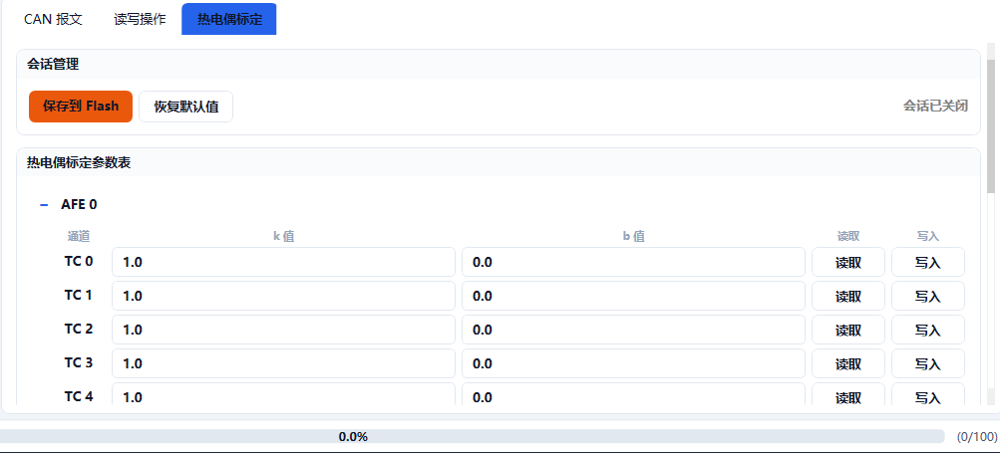 CAN 报文 读写操作 热电偶标定
会话管理
保存到 Flash 恢复默认值 会话已关闭
热电偶标定参数表
− AFE 0
通道 k 值 b 值 读取 写入
TC 0 1.0 0.0 读取 写入
TC 1 1.0 0.0 读取 写入
TC 2 1.0 0.0 读取 写入
TC 3 1.0 0.0 读取 写入
TC 4 1.0 0.0 读取 写入
0.0% (0/100)